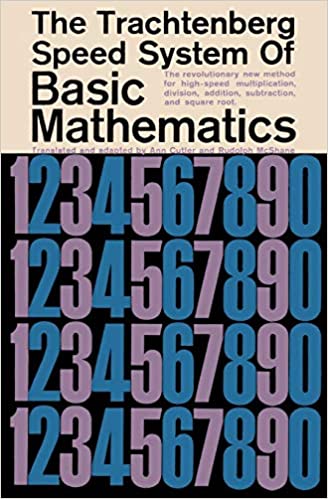 The Trachtenberg
Speed System Of
Basic
Mathematics
The revolutionary new method
for high-speed multiplication,
division, addition, subtraction,
and square root.
Translated and adapted by Ann Cutler and Rudolph McShane
1234567890
1234567890
1234567890
1234567890